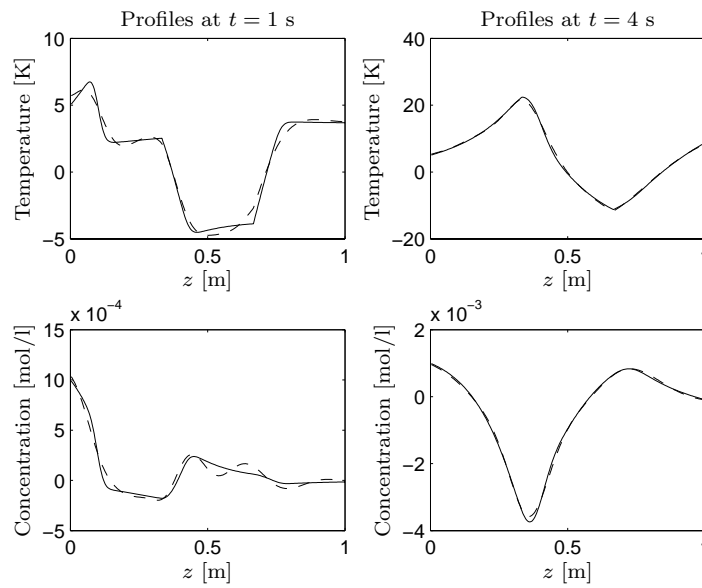 Profiles at t = 1 s
Temperature [K]
10
5
0
−5
0
0.5
1
z [m]
Profiles at t = 4 s
Temperature [K]
40
20
0
−20
0
0.5
1
z [m]
x 10⁻⁴
Concentration [mol/l]
15
10
5
0
−5
0
0.5
1
z [m]
x 10⁻³
Concentration [mol/l]
2
0
−2
−4
0
0.5
1
z [m]